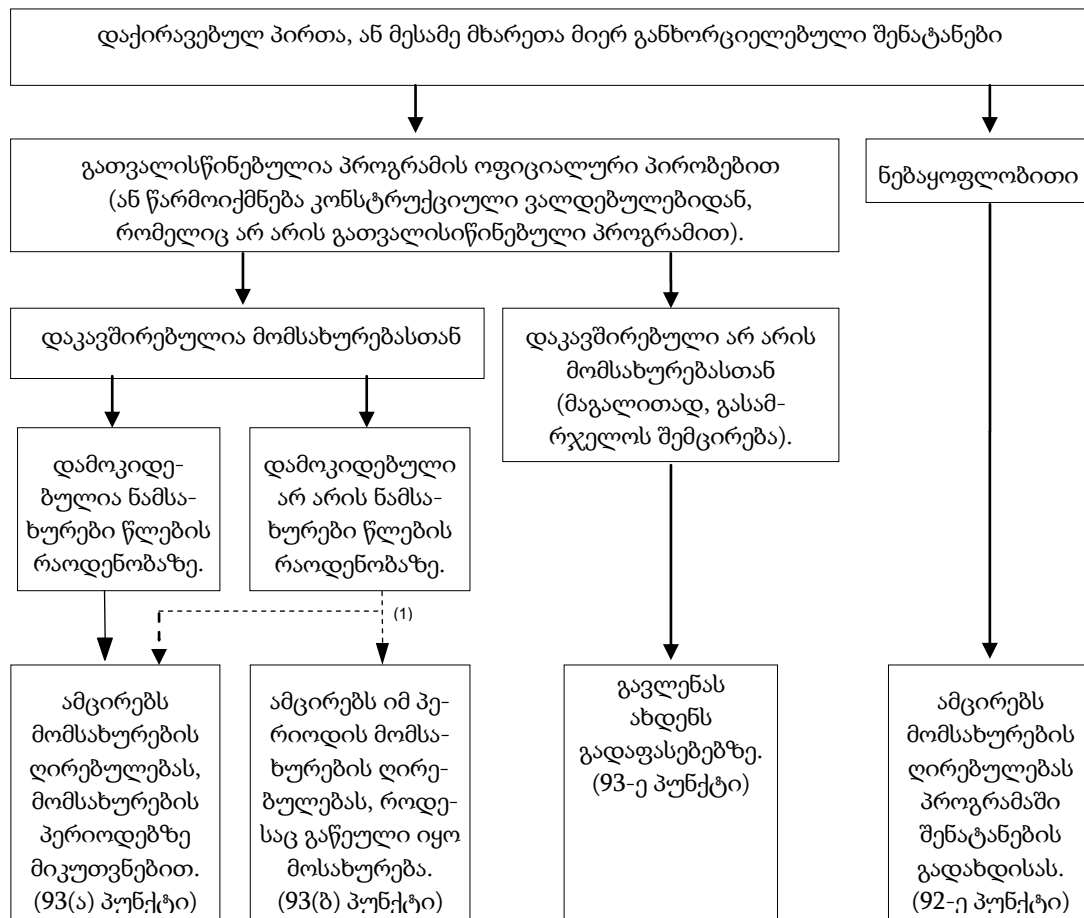 დაქირავებულ პირთა, ან მესამე მხარეთა მიერ განხორციელებული შენატანები
გათვალისწინებულია პროგრამის ოფიციალური პირობებით
(ან წარმოიქმნება კონსტრუქციული ვალდებულებიდან,
რომელიც არ არის გათვალისიწინებული პროგრამით).
ნებაყოფლობითი
დაკავშირებულია მომსახურებასთან
დაკავშირებული არ არის
მომსახურებასთან
(მაგალითად, გასამ-
რჯელოს შემცირება).
დამოკიდე-
ბულია ნამსა-
ხურები წლების
რაოდენობაზე.
დამოკიდებული
არ არის ნამსა-
ხურები წლების
რაოდენობაზე.
(1)
ამცირებს
მომსახურების
ღირებულებას,
მომსახურების
პერიოდებზე
მიკუთვნებით.
(93(ა) პუნქტი)
ამცირებს იმ პე-
რიოდის მომსა-
ხურების ღირე-
ბულებას, როდე-
საც გაწეული იყო
მოსახურება.
(93(ბ) პუნქტი)
გავლენას
ახდენს
გადაფასებებზე.
(93-ე პუნქტი)
ამცირებს
მომსახურების
ღირებულებას
პროგრამაში
შენატანების
გადახდისას.
(92-ე პუნქტი)